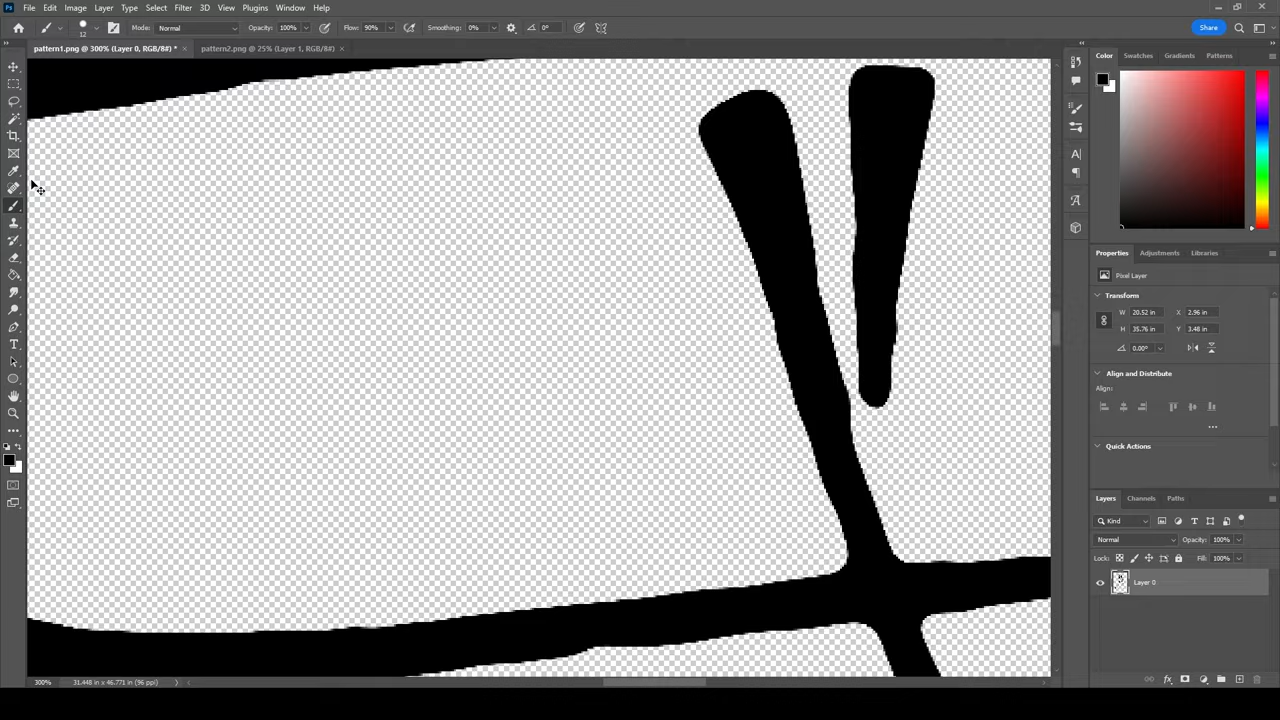 File Edit Image Layer Type Select Filter 3D View Plugins Window Help
12 Mode: Normal Opacity: 100% Flow: 90% Smoothing: 0% 0° Share
pattern1.png @ 300% (Layer 0, RGB/8#) * × pattern2.png @ 25% (Layer 1, RGB/8#) ×
Color Swatches Gradients Patterns
Properties Adjustments Libraries
Pixel Layer
Transform
W 20.52 in X 2.96 in
H 35.76 in Y 3.48 in
0.00°
Align and Distribute
Align:
Quick Actions
Layers Channels Paths
Kind
Normal Opacity: 100%
Lock: Fill: 100%
Layer 0
300% 31.448 in x 46.771 in (96 ppi)